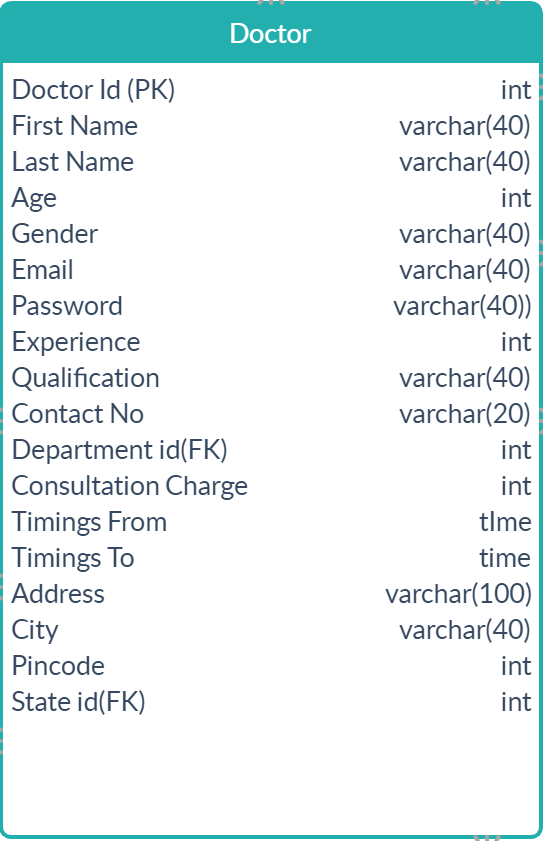 Doctor
Doctor Id (PK) int
First Name varchar(40)
Last Name varchar(40)
Age int
Gender varchar(40)
Email varchar(40)
Password varchar(40))
Experience int
Qualification varchar(40)
Contact No varchar(20)
Department id(FK) int
Consultation Charge int
Timings From tIme
Timings To time
Address varchar(100)
City varchar(40)
Pincode int
State id(FK) int